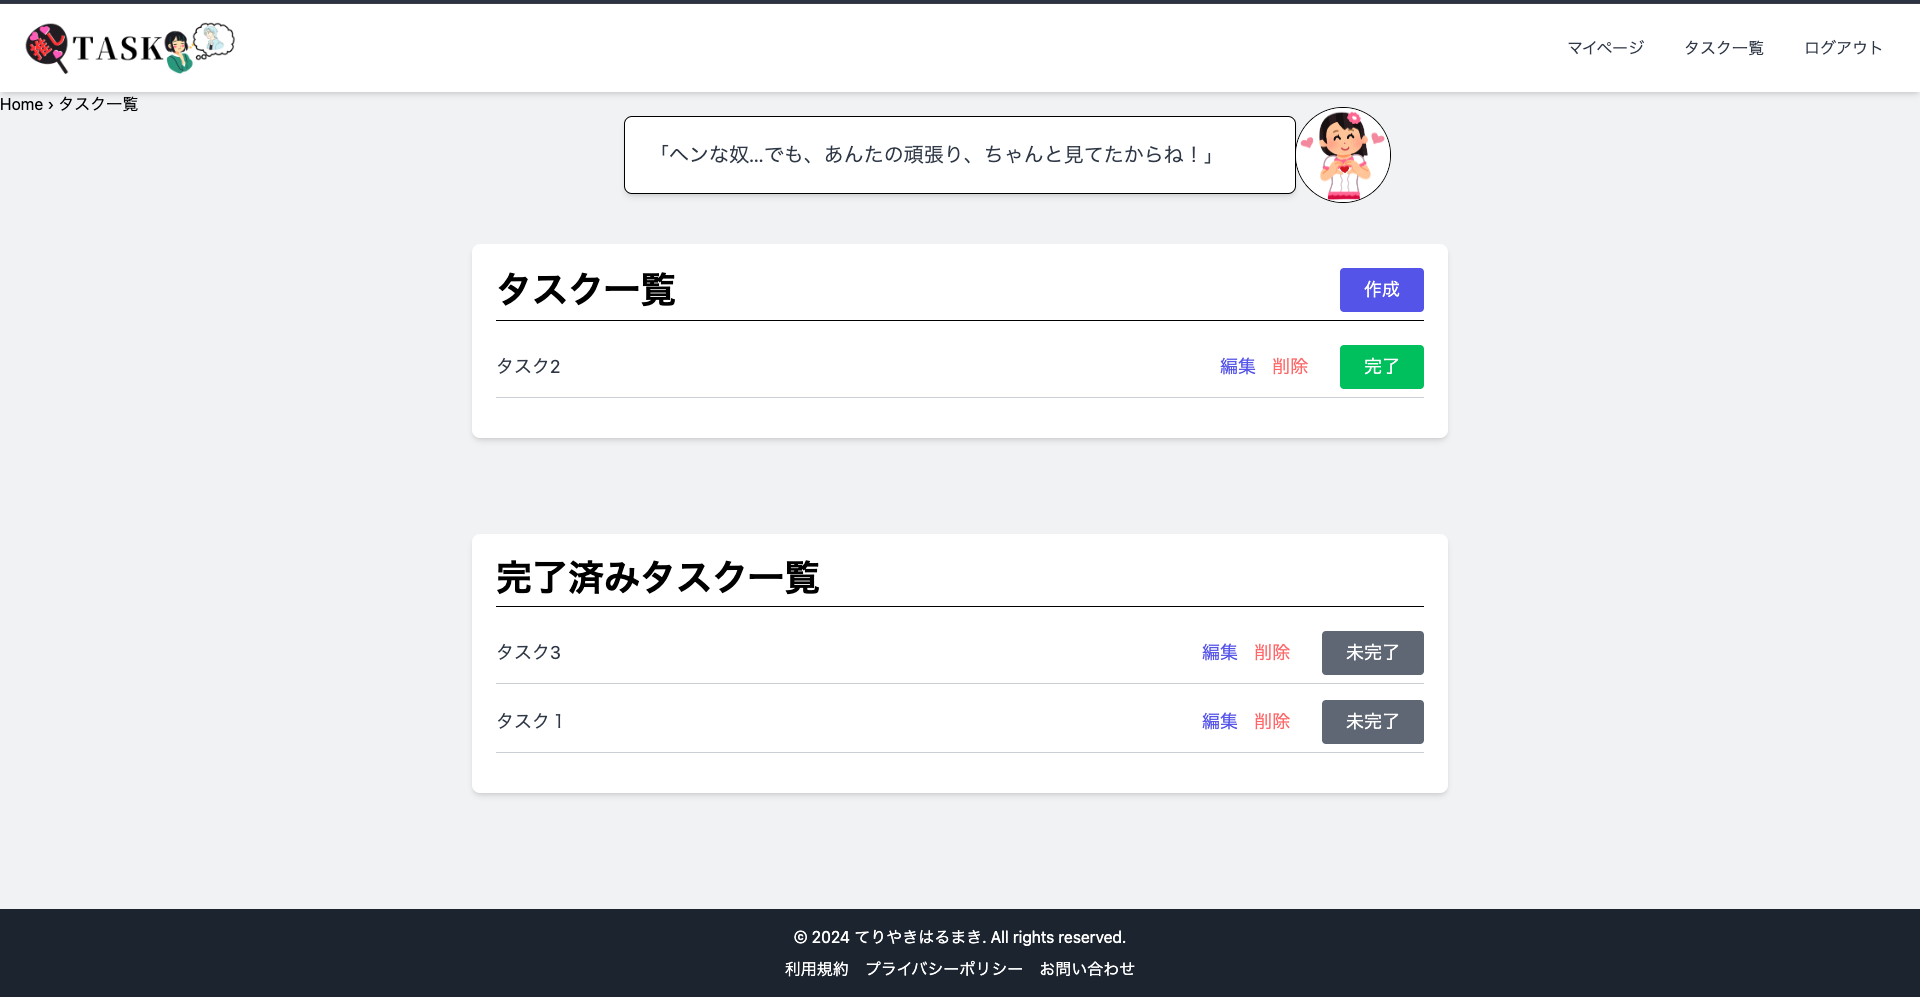 推し TASK
マイページ タスク一覧 ログアウト
Home › タスク一覧
「ヘンな奴...でも、あんたの頑張り、ちゃんと見てたからね！」
タスク一覧 作成
タスク2 編集 削除 完了
完了済みタスク一覧
タスク3 編集 削除 未完了
タスク１ 編集 削除 未完了
© 2024 てりやきはるまき. All rights reserved.
利用規約 プライバシーポリシー お問い合わせ